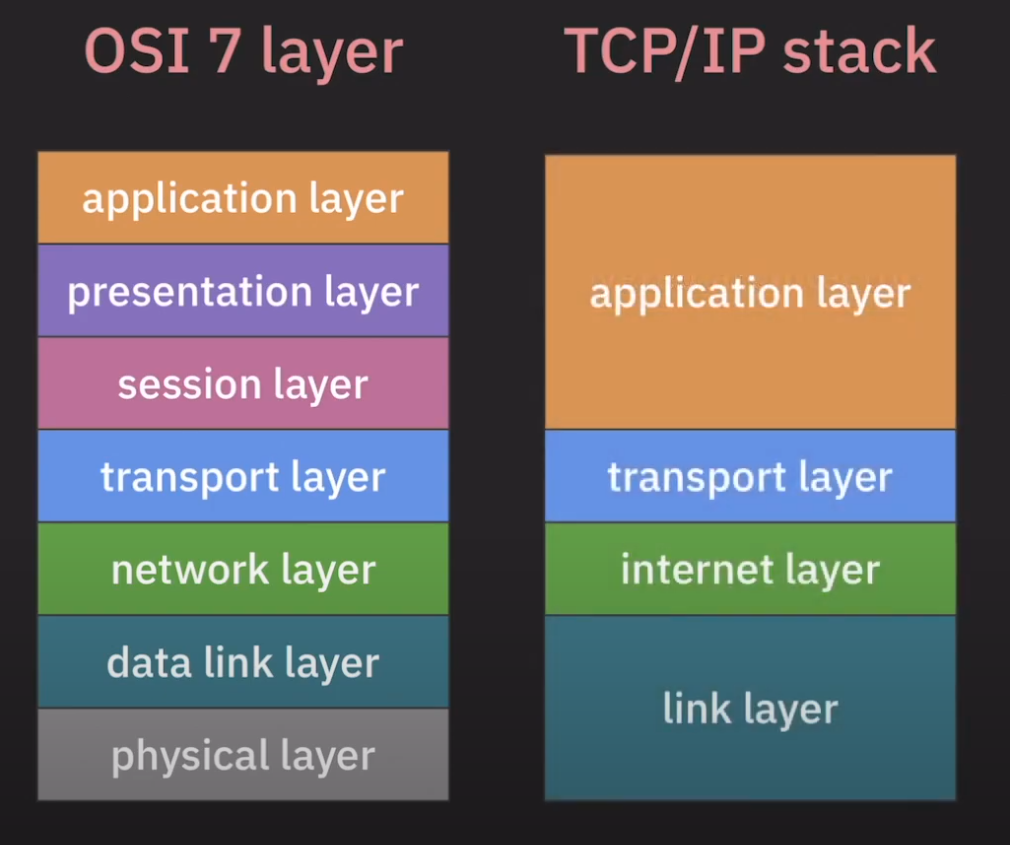 OSI 7 layer
application layer
presentation layer
session layer
transport layer
network layer
data link layer
physical layer
TCP/IP stack
application layer
transport layer
internet layer
link layer